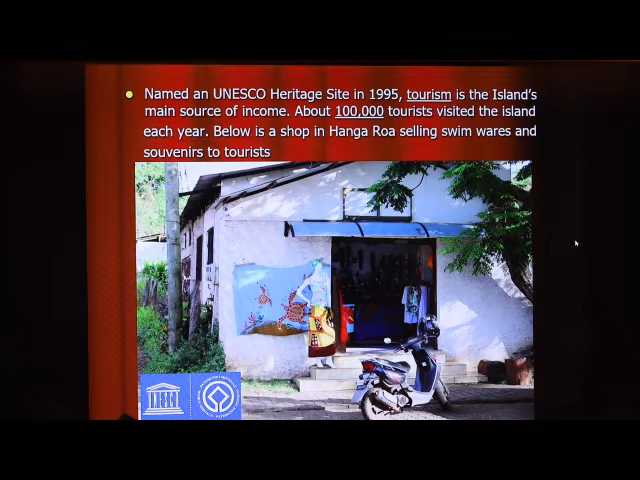 Named an UNESCO Heritage Site in 1995, tourism is the Island's
main source of income. About 100,000 tourists visited the island
each year. Below is a shop in Hanga Roa selling swim wares and
souvenirs to tourists